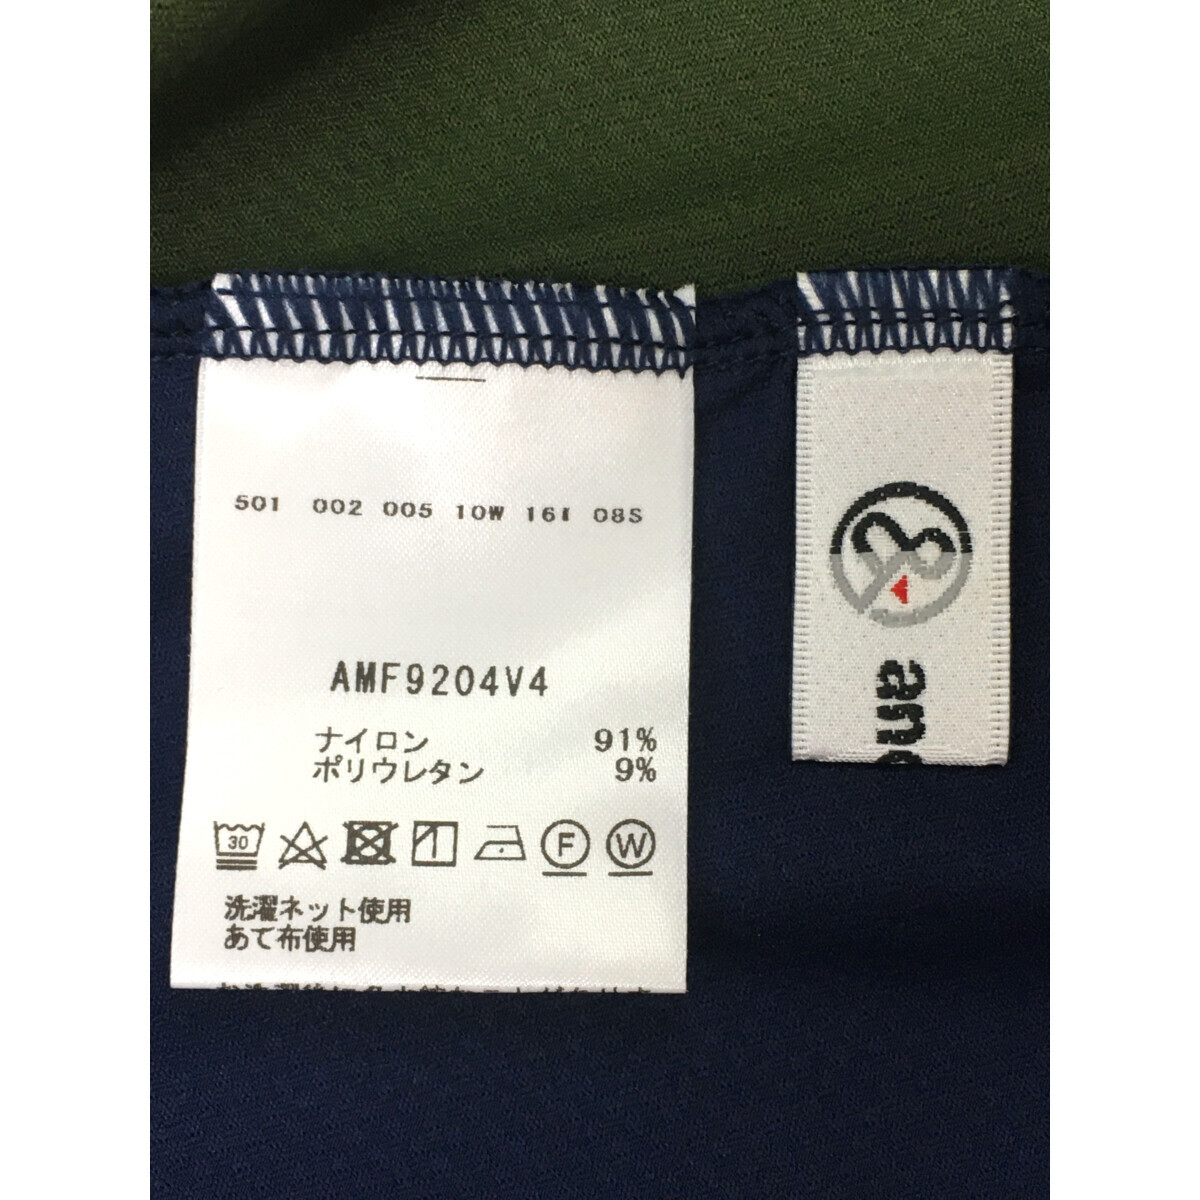 501 002 005 10W 16I 08S
AMF9204V4
ナイロン 91%
ポリウレタン 9%
30 F W
洗濯ネット使用
あて布使用